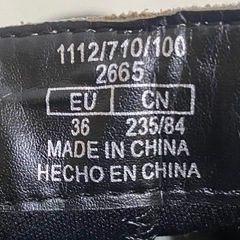 1112/710/100
2665
EU CN
36 235/84
MADE IN CHINA
HECHO EN CHINA